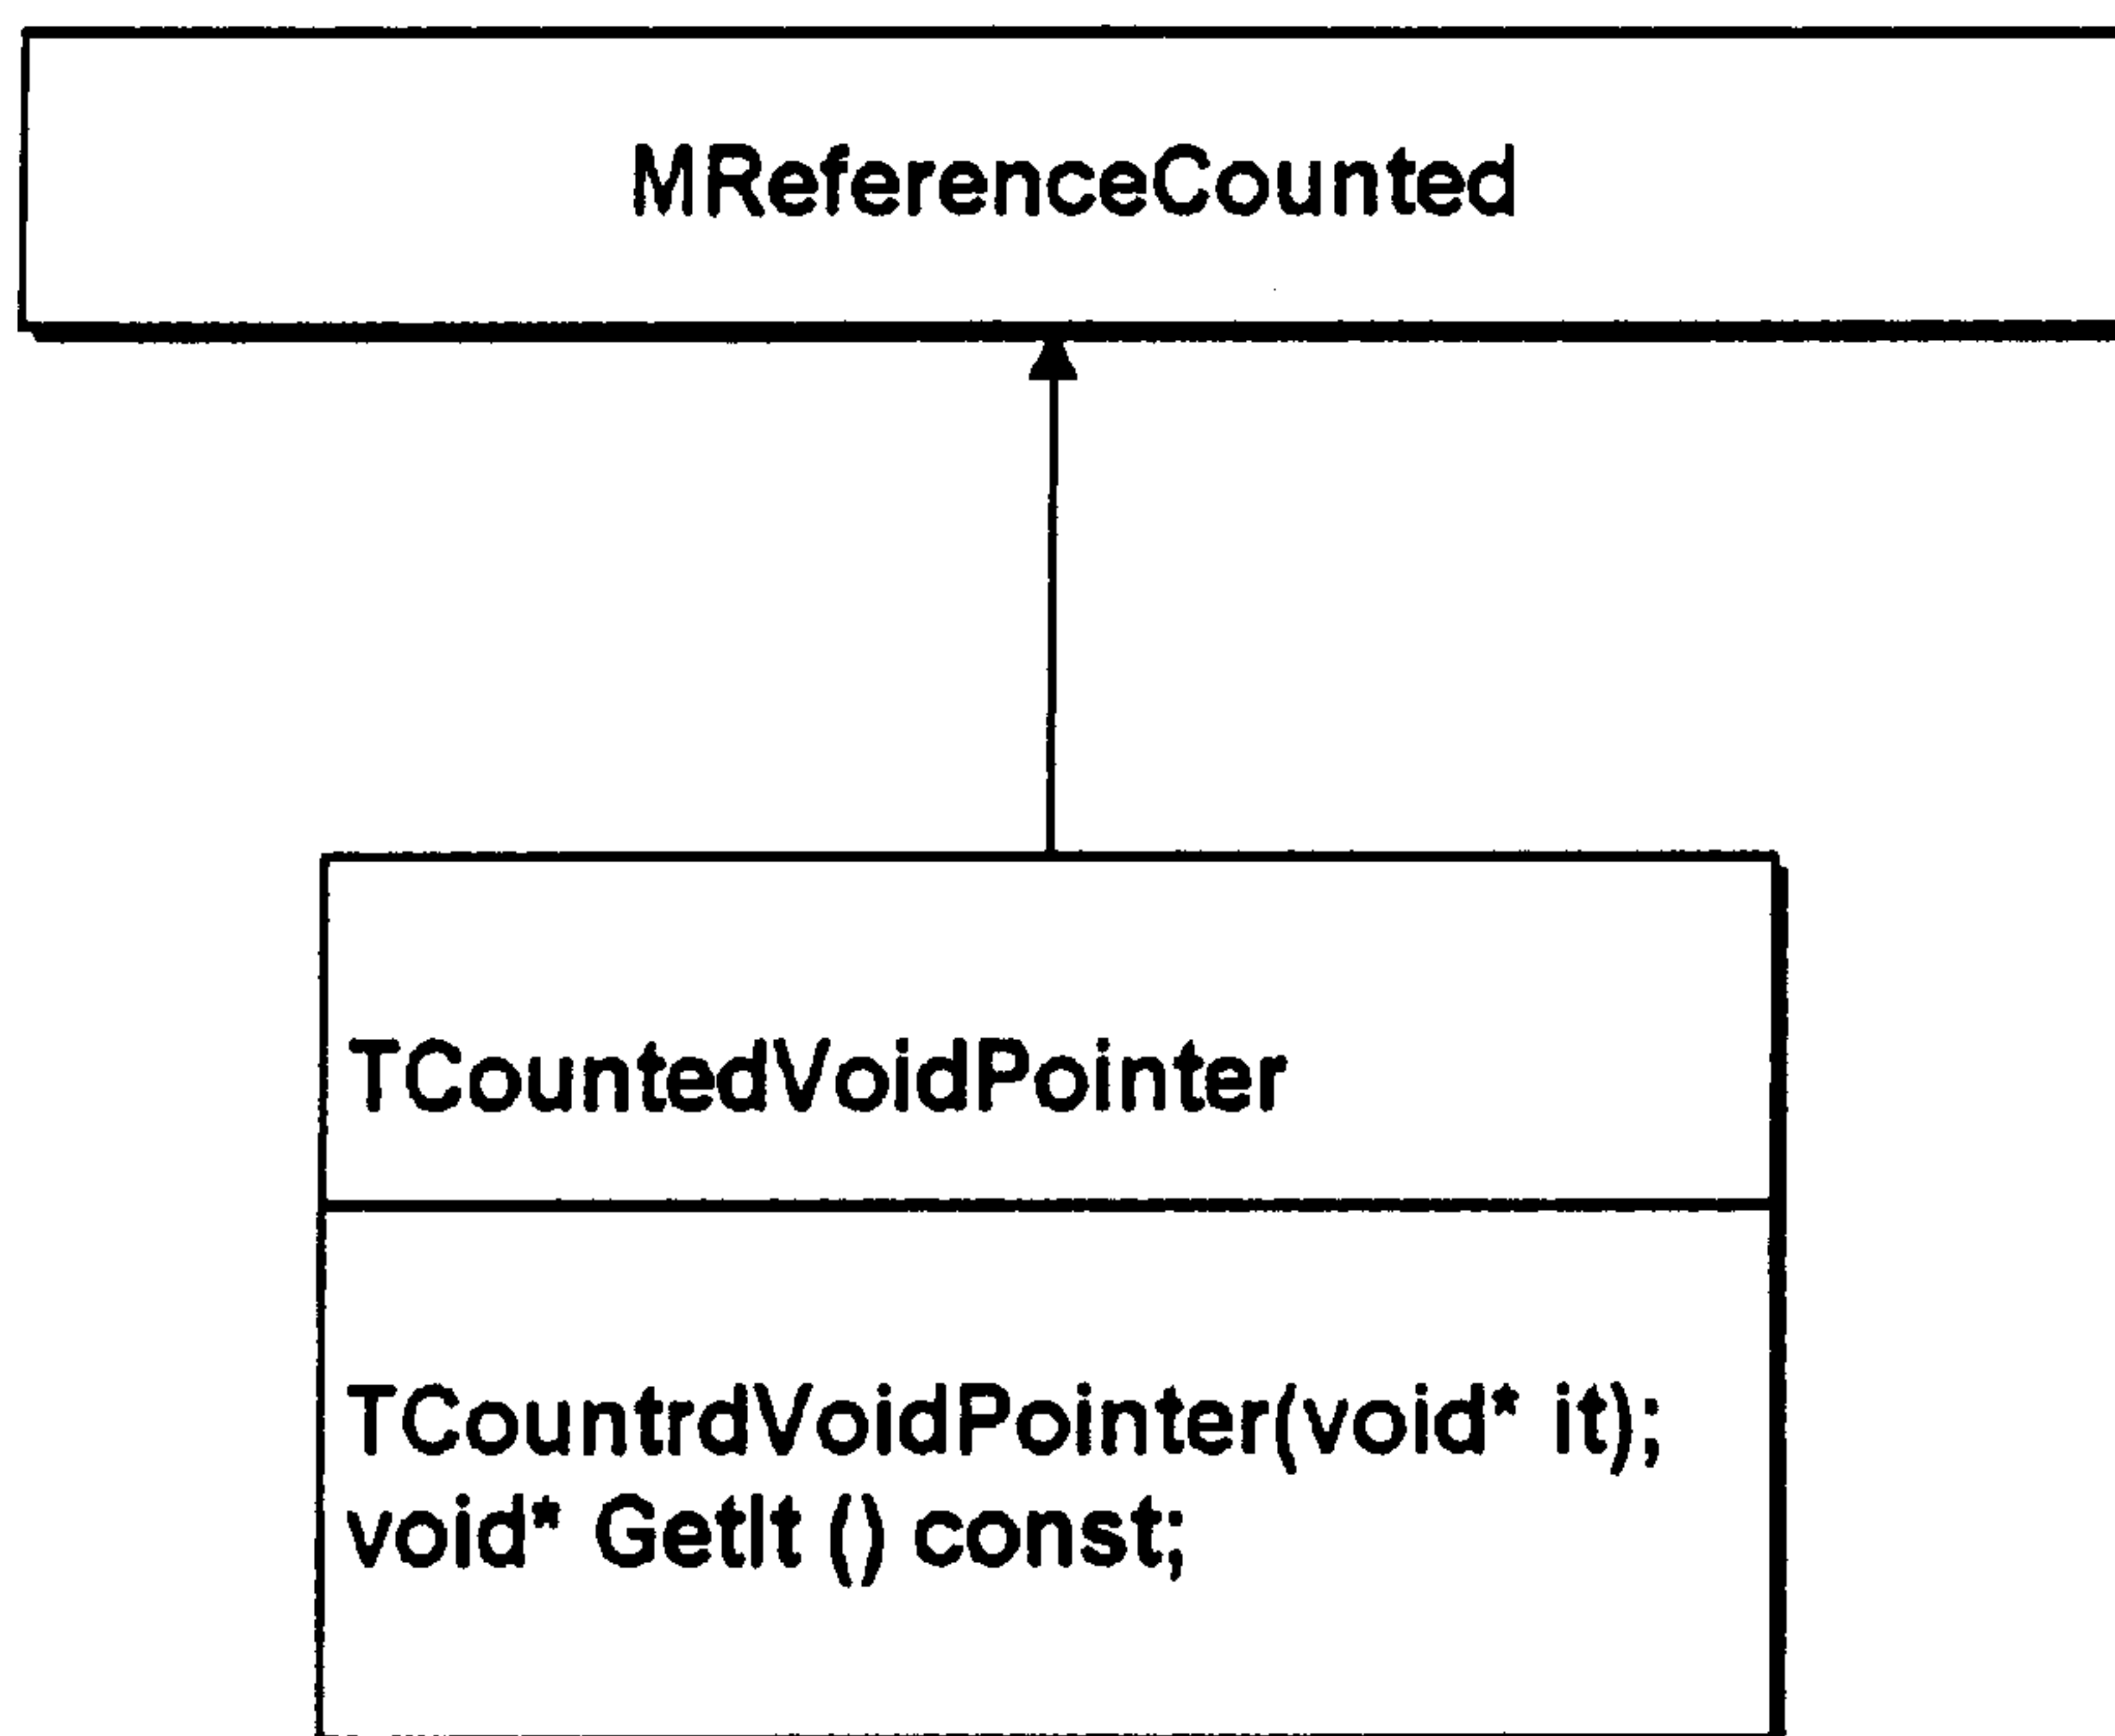 MReferenceCounted
TCountedVoidPointer
TCountrdVoidPointer(void* it);
void* GetIt () const;